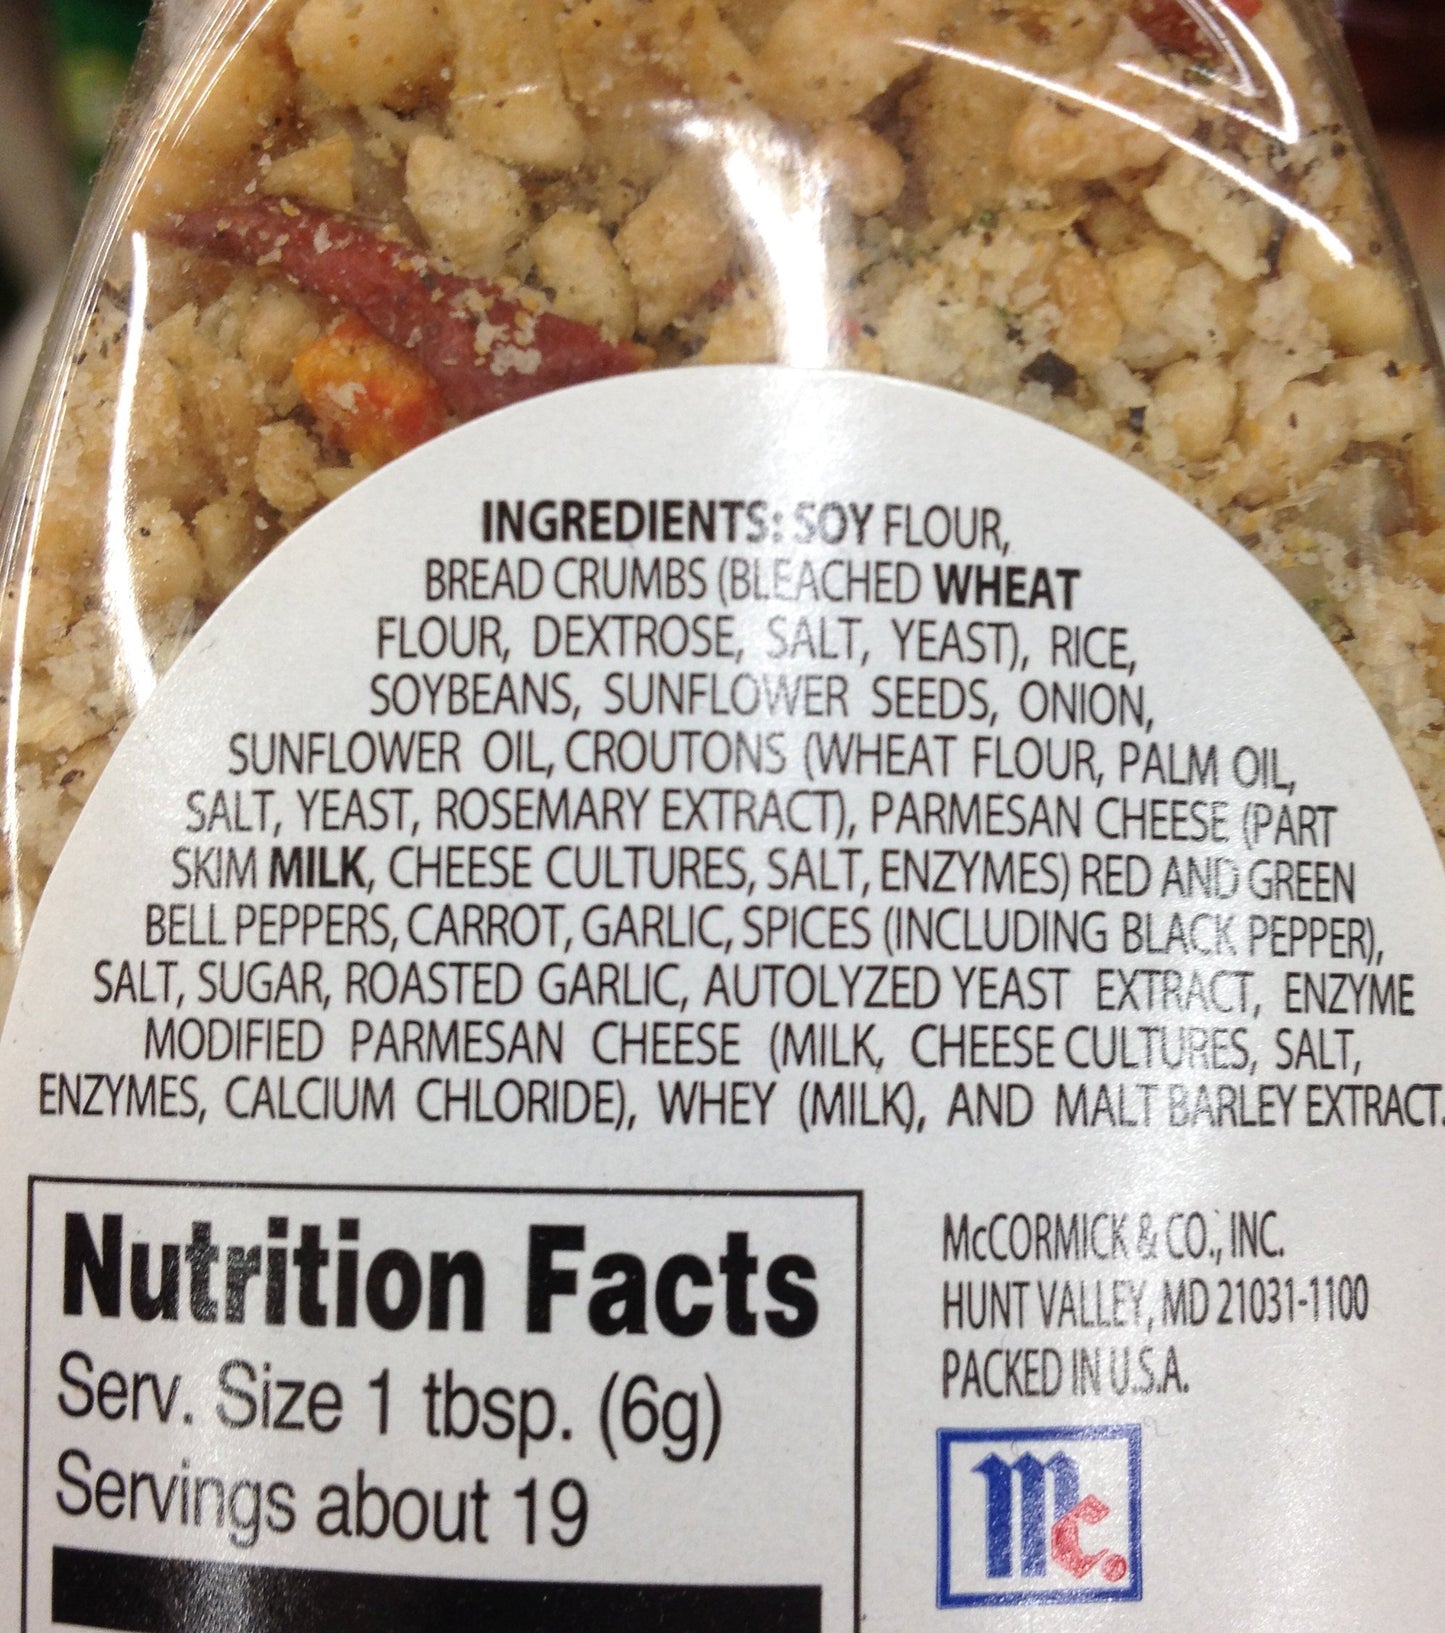 INGREDIENTS: SOY FLOUR,
BREAD CRUMBS (BLEACHED WHEAT
FLOUR, DEXTROSE, SALT, YEAST), RICE,
SOYBEANS, SUNFLOWER SEEDS, ONION,
SUNFLOWER OIL, CROUTONS (WHEAT FLOUR, PALM OIL,
SALT, YEAST, ROSEMARY EXTRACT), PARMESAN CHEESE (PART
SKIM MILK, CHEESE CULTURES, SALT, ENZYMES) RED AND GREEN
BELL PEPPERS, CARROT, GARLIC, SPICES (INCLUDING BLACK PEPPER),
SALT, SUGAR, ROASTED GARLIC, AUTOLYZED YEAST EXTRACT, ENZYME
MODIFIED PARMESAN CHEESE (MILK, CHEESE CULTURES, SALT,
ENZYMES, CALCIUM CHLORIDE), WHEY (MILK), AND MALT BARLEY EXTRACT.
Nutrition Facts
Serv. Size 1 tbsp. (6g)
Servings about 19
McCORMICK & CO., INC.
HUNT VALLEY, MD 21031-1100
PACKED IN U.S.A.
Mc.